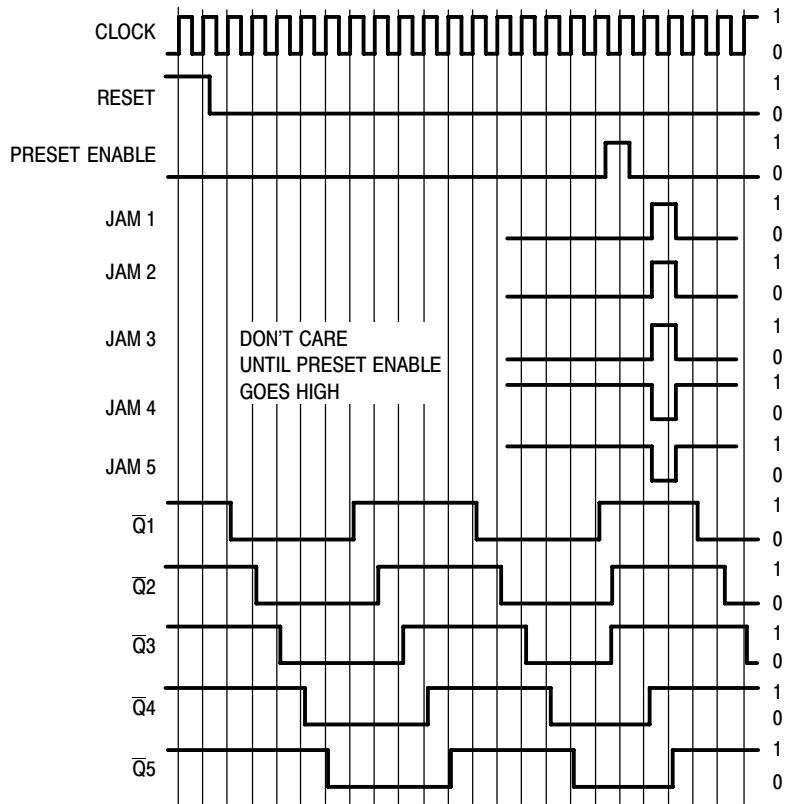 CLOCK 1
0
RESET 1
0
PRESET ENABLE 1
0
JAM 1 1
0
JAM 2 1
0
JAM 3 1
0
DON'T CARE
UNTIL PRESET ENABLE
GOES HIGH
JAM 4 1
0
JAM 5 1
0
Q̅1 1
0
Q̅2 1
0
Q̅3 1
0
Q̅4 1
0
Q̅5 1
0